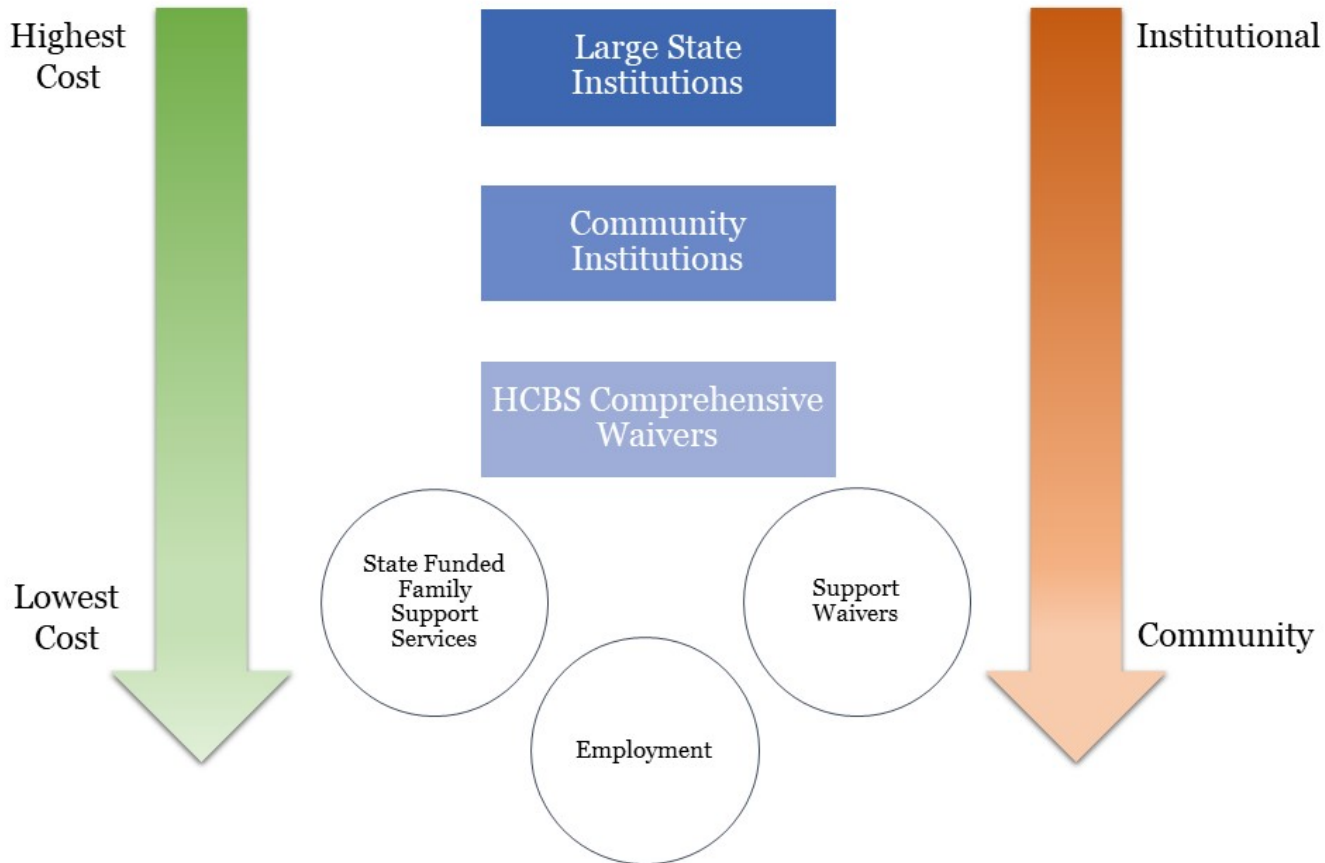 Highest
Cost
Large State
Institutions
Institutional
Community
Institutions
HCBS Comprehensive
Waivers
State Funded
Family
Support
Services
Support
Waivers
Lowest
Cost
Community
Employment